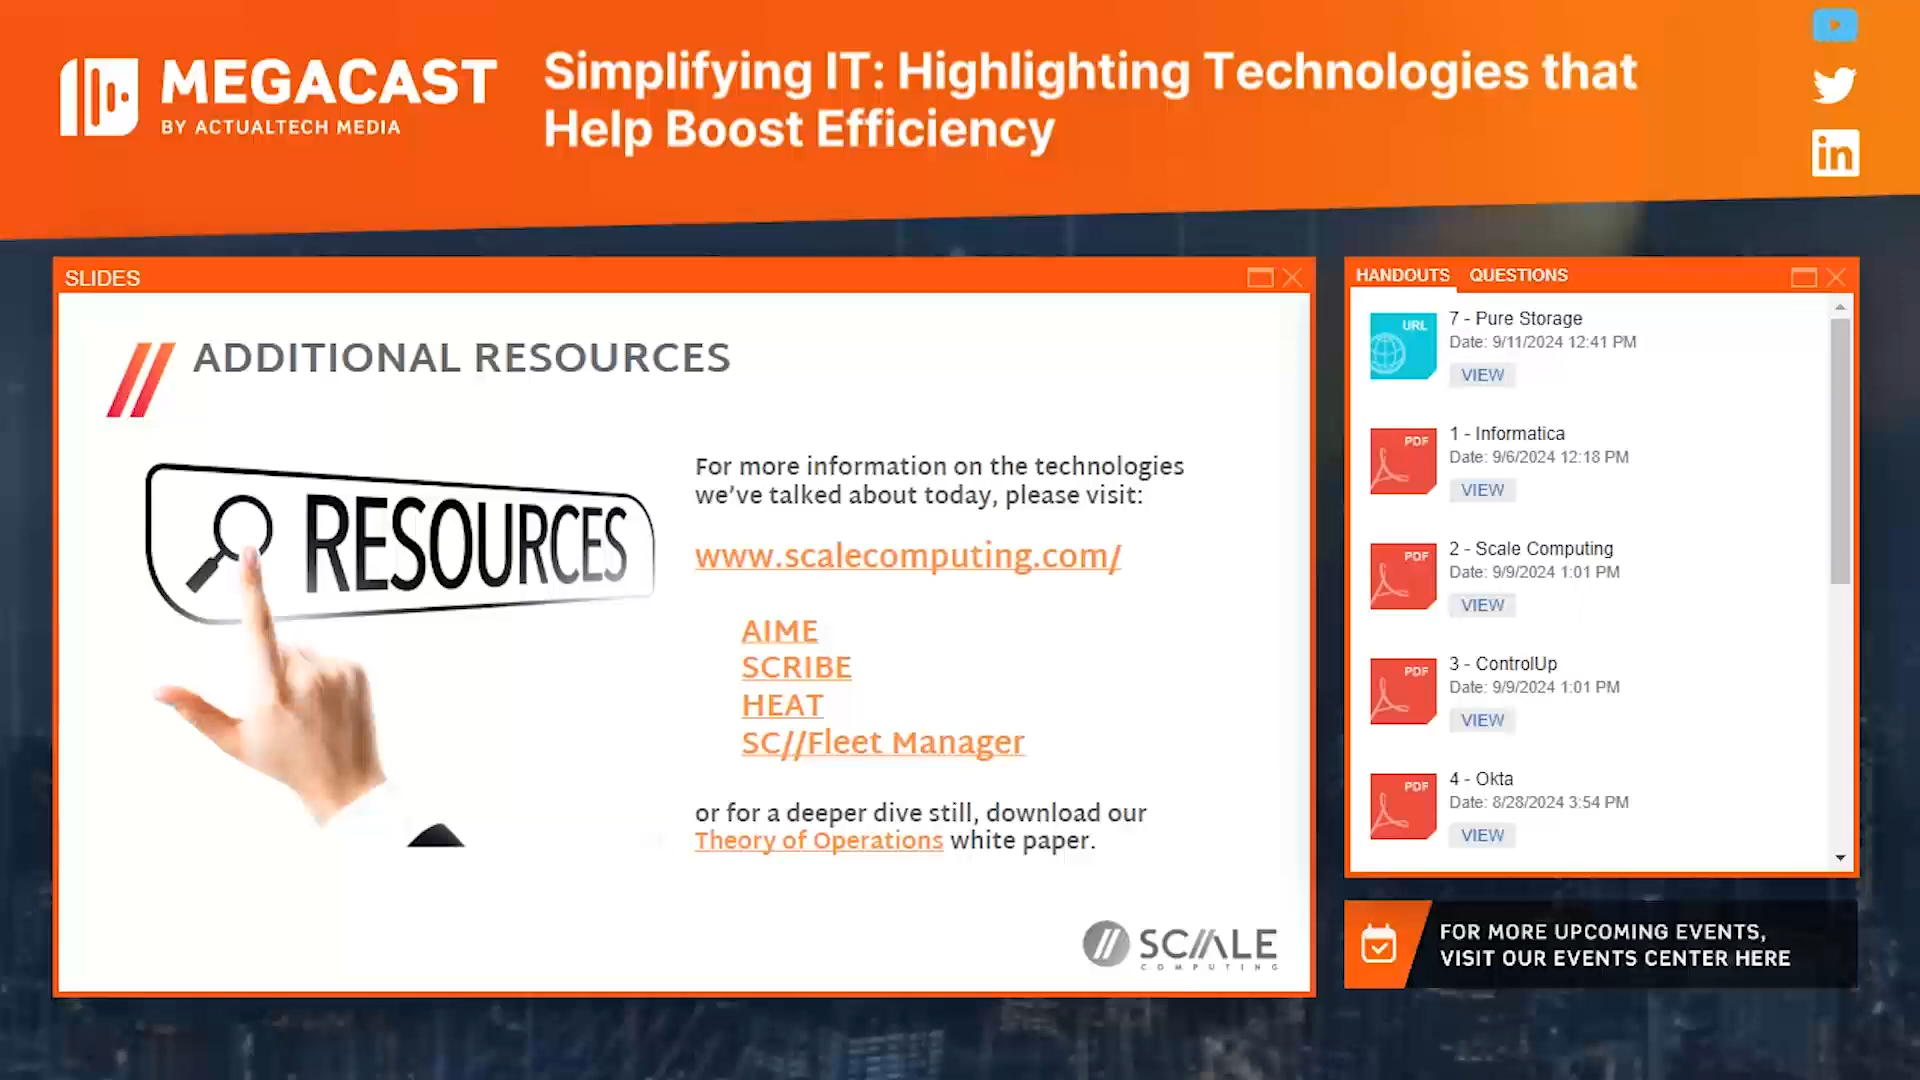 MEGACAST
BY ACTUALTECH MEDIA
Simplifying IT: Highlighting Technologies that
Help Boost Efficiency
in
SLIDES
ADDITIONAL RESOURCES
RESOURCES
For more information on the technologies
we’ve talked about today, please visit:
www.scalecomputing.com/
AIME
SCRIBE
HEAT
SC//Fleet Manager
or for a deeper dive still, download our
Theory of Operations white paper.
SCALE
COMPUTING
HANDOUTS QUESTIONS
URL
7 - Pure Storage
Date: 9/11/2024 12:41 PM
VIEW
PDF
1 - Informatica
Date: 9/6/2024 12:18 PM
VIEW
PDF
2 - Scale Computing
Date: 9/9/2024 1:01 PM
VIEW
PDF
3 - ControlUp
Date: 9/9/2024 1:01 PM
VIEW
PDF
4 - Okta
Date: 8/28/2024 3:54 PM
VIEW
FOR MORE UPCOMING EVENTS,
VISIT OUR EVENTS CENTER HERE